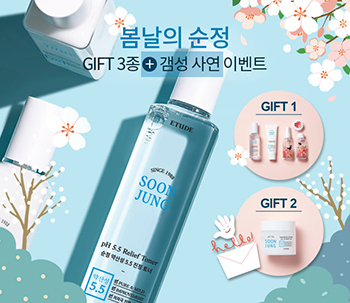 봄날의 순정
GIFT 3종 + 갬성 사연 이벤트
ETUDE
SINCE 1985
SOON
JUNG
pH 5.5 Relief Toner
순정 약산성 5.5 진정 토너
약산성
5.5
GIFT 1
GIFT 2
SOON
JUNG
hello!